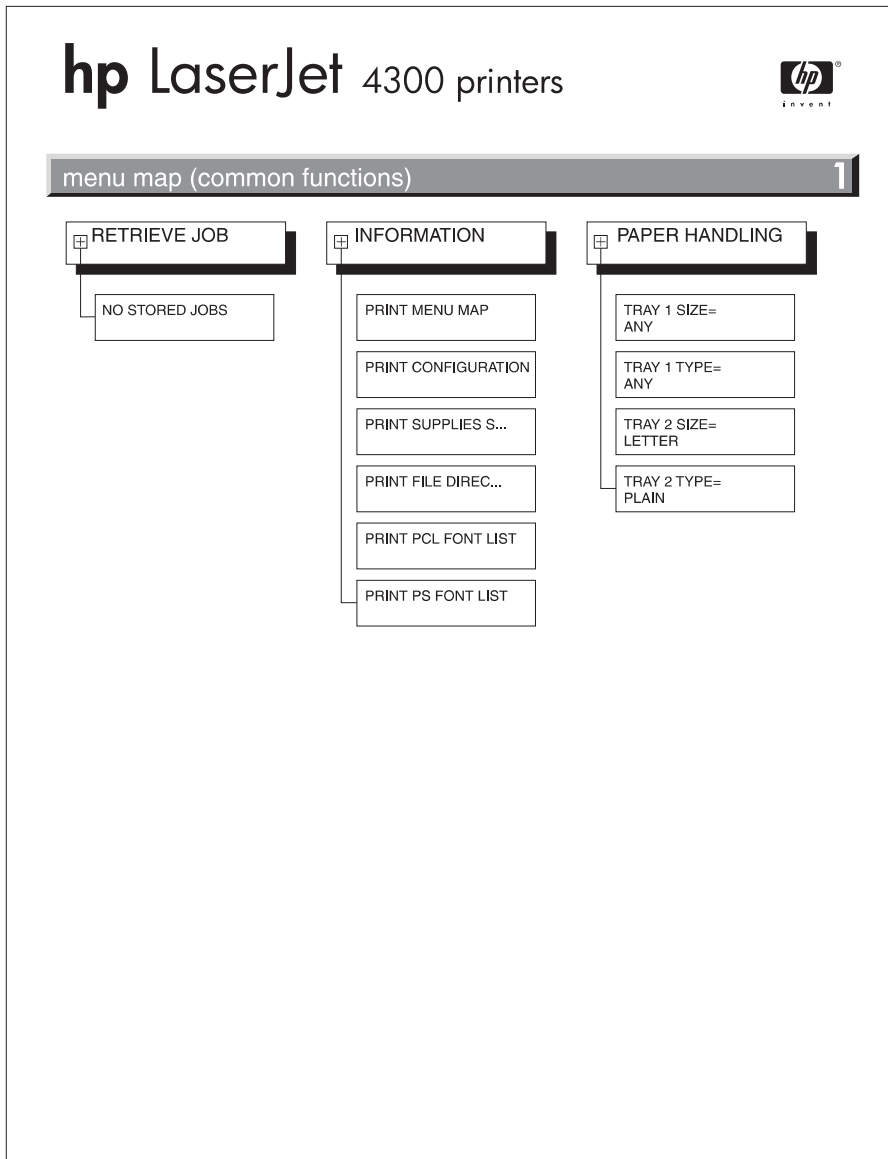 hp LaserJet 4300 printers
hp®
invent
menu map (common functions) 1
RETRIEVE JOB
NO STORED JOBS
INFORMATION
PRINT MENU MAP
PRINT CONFIGURATION
PRINT SUPPLIES S...
PRINT FILE DIREC...
PRINT PCL FONT LIST
PRINT PS FONT LIST
PAPER HANDLING
TRAY 1 SIZE=
ANY
TRAY 1 TYPE=
ANY
TRAY 2 SIZE=
LETTER
TRAY 2 TYPE=
PLAIN